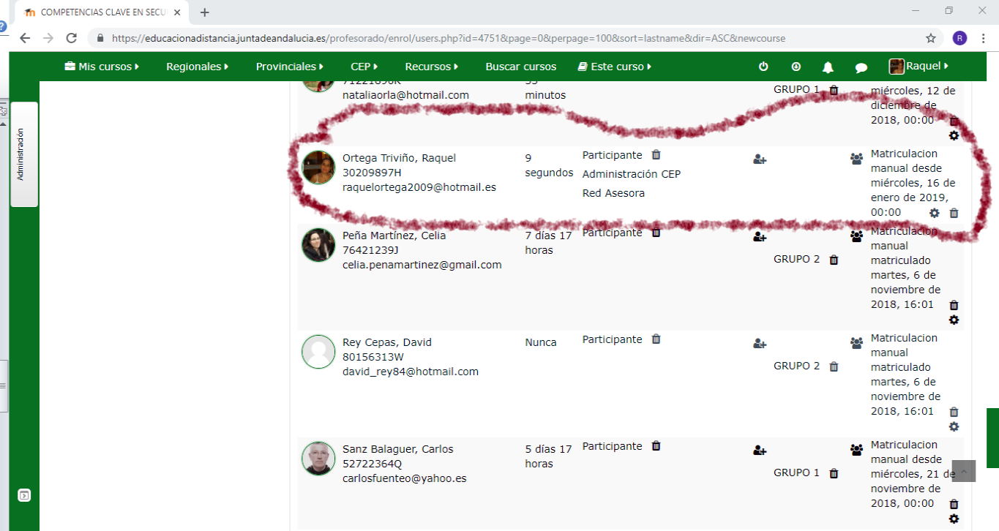 COMPETENCIAS CLAVE EN SECU
https://educacionadistancia.juntadeandalucia.es/profesorado/enrol/users.php?id=4751&page=0&perpage=100&sort=lastname&dir=ASC&newcourse
R
Mis cursos Regionales Provinciales CEP Recursos Buscar cursos Este curso Raquel
Administración
nataliaorla@hotmail.com
minutos
GRUPO 1
miércoles, 12 de
diciembre de
2018, 00:00
Ortega Triviño, Raquel
30209897H
raquelortega2009@hotmail.es
9
segundos
Participante
Administración CEP
Red Asesora
Matriculacion
manual desde
miércoles, 16 de
enero de 2019,
00:00
Peña Martínez, Celia
76421239J
celia.penamartinez@gmail.com
7 días 17
horas
Participante
GRUPO 2
Matriculacion
manual
matriculado
martes, 6 de
noviembre de
2018, 16:01
Rey Cepas, David
80156313W
david_rey84@hotmail.com
Nunca
Participante
GRUPO 2
Matriculacion
manual
matriculado
martes, 6 de
noviembre de
2018, 16:01
Sanz Balaguer, Carlos
52722364Q
carlosfuenteo@yahoo.es
5 días 17
horas
Participante
GRUPO 1
Matriculacion
manual desde
miércoles, 21 de
noviembre de
2018, 00:00